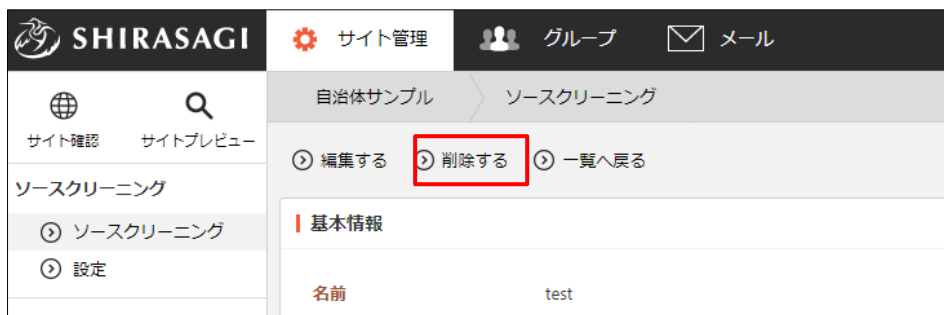 SHIRASAGI サイト管理 グループ メール
自治体サンプル ソースクリーニング
サイト確認 サイトプレビュー
編集する 削除する 一覧へ戻る
ソースクリーニング
ソースクリーニング
設定
基本情報
名前 test